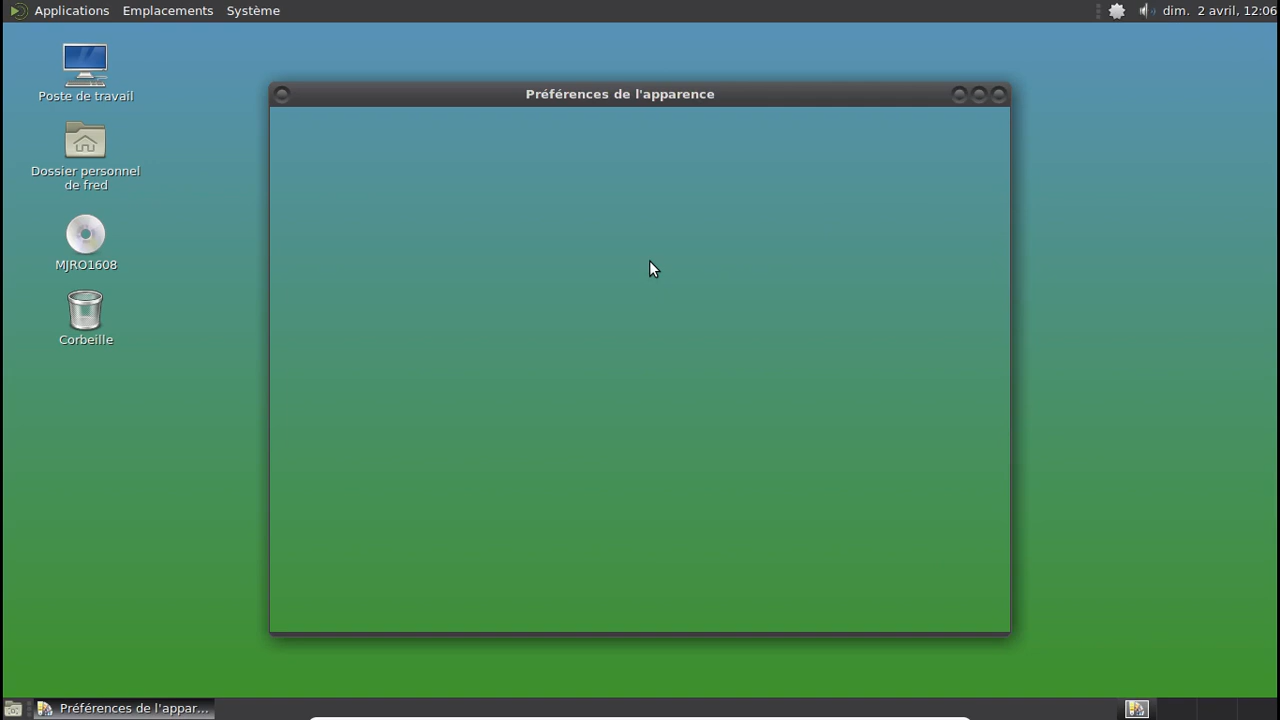 Applications Emplacements Système dim. 2 avril, 12:06
Poste de travail
Dossier personnel
de fred
MJRO1608
Corbeille
Préférences de l'apparence
Préférences de l'appar...